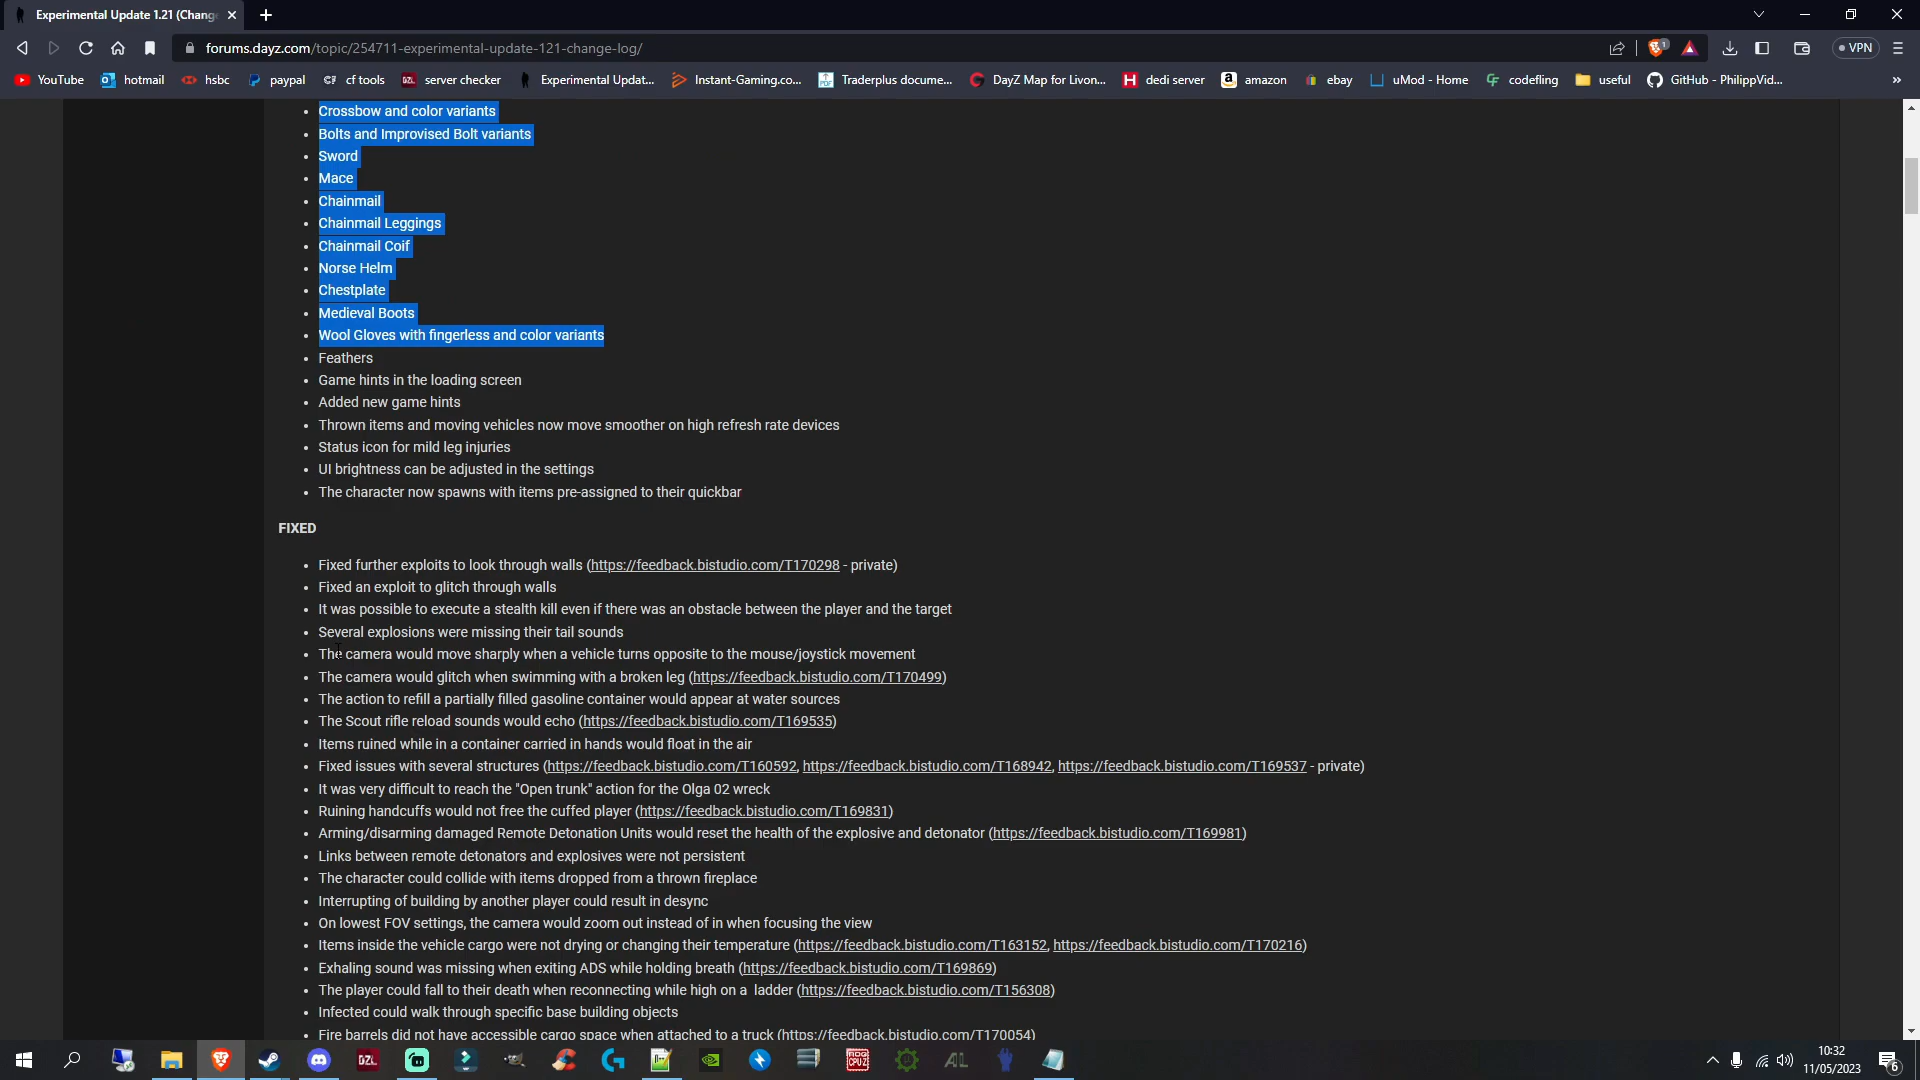 Experimental Update 1.21 (Chang
forums.dayz.com/topic/254711-experimental-update-121-change-log/
VPN
YouTube hotmail hsbc paypal cf tools server checker Experimental Updat... Instant-Gaming.co... Traderplus docume... DayZ Map for Livon... dedi server amazon ebay uMod - Home codefling useful GitHub - PhilippVid...
• Crossbow and color variants
• Bolts and Improvised Bolt variants
• Sword
• Mace
• Chainmail
• Chainmail Leggings
• Chainmail Coif
• Norse Helm
• Chestplate
• Medieval Boots
• Wool Gloves with fingerless and color variants
• Feathers
• Game hints in the loading screen
• Added new game hints
• Thrown items and moving vehicles now move smoother on high refresh rate devices
• Status icon for mild leg injuries
• UI brightness can be adjusted in the settings
• The character now spawns with items pre-assigned to their quickbar
FIXED
• Fixed further exploits to look through walls (https://feedback.bistudio.com/T170298 - private)
• Fixed an exploit to glitch through walls
• It was possible to execute a stealth kill even if there was an obstacle between the player and the target
• Several explosions were missing their tail sounds
• The camera would move sharply when a vehicle turns opposite to the mouse/joystick movement
• The camera would glitch when swimming with a broken leg (https://feedback.bistudio.com/T170499)
• The action to refill a partially filled gasoline container would appear at water sources
• The Scout rifle reload sounds would echo (https://feedback.bistudio.com/T169535)
• Items ruined while in a container carried in hands would float in the air
• Fixed issues with several structures (https://feedback.bistudio.com/T160592, https://feedback.bistudio.com/T168942, https://feedback.bistudio.com/T169537 - private)
• It was very difficult to reach the "Open trunk" action for the Olga 02 wreck
• Ruining handcuffs would not free the cuffed player (https://feedback.bistudio.com/T169831)
• Arming/disarming damaged Remote Detonation Units would reset the health of the explosive and detonator (https://feedback.bistudio.com/T169981)
• Links between remote detonators and explosives were not persistent
• The character could collide with items dropped from a thrown fireplace
• Interrupting of building by another player could result in desync
• On lowest FOV settings, the camera would zoom out instead of in when focusing the view
• Items inside the vehicle cargo were not drying or changing their temperature (https://feedback.bistudio.com/T163152, https://feedback.bistudio.com/T170216)
• Exhaling sound was missing when exiting ADS while holding breath (https://feedback.bistudio.com/T169869)
• The player could fall to their death when reconnecting while high on a ladder (https://feedback.bistudio.com/T156308)
• Infected could walk through specific base building objects
• Fire barrels did not have accessible cargo space when attached to a truck (https://feedback.bistudio.com/T170054)
DZL
AL
10:32
11/05/2023
6